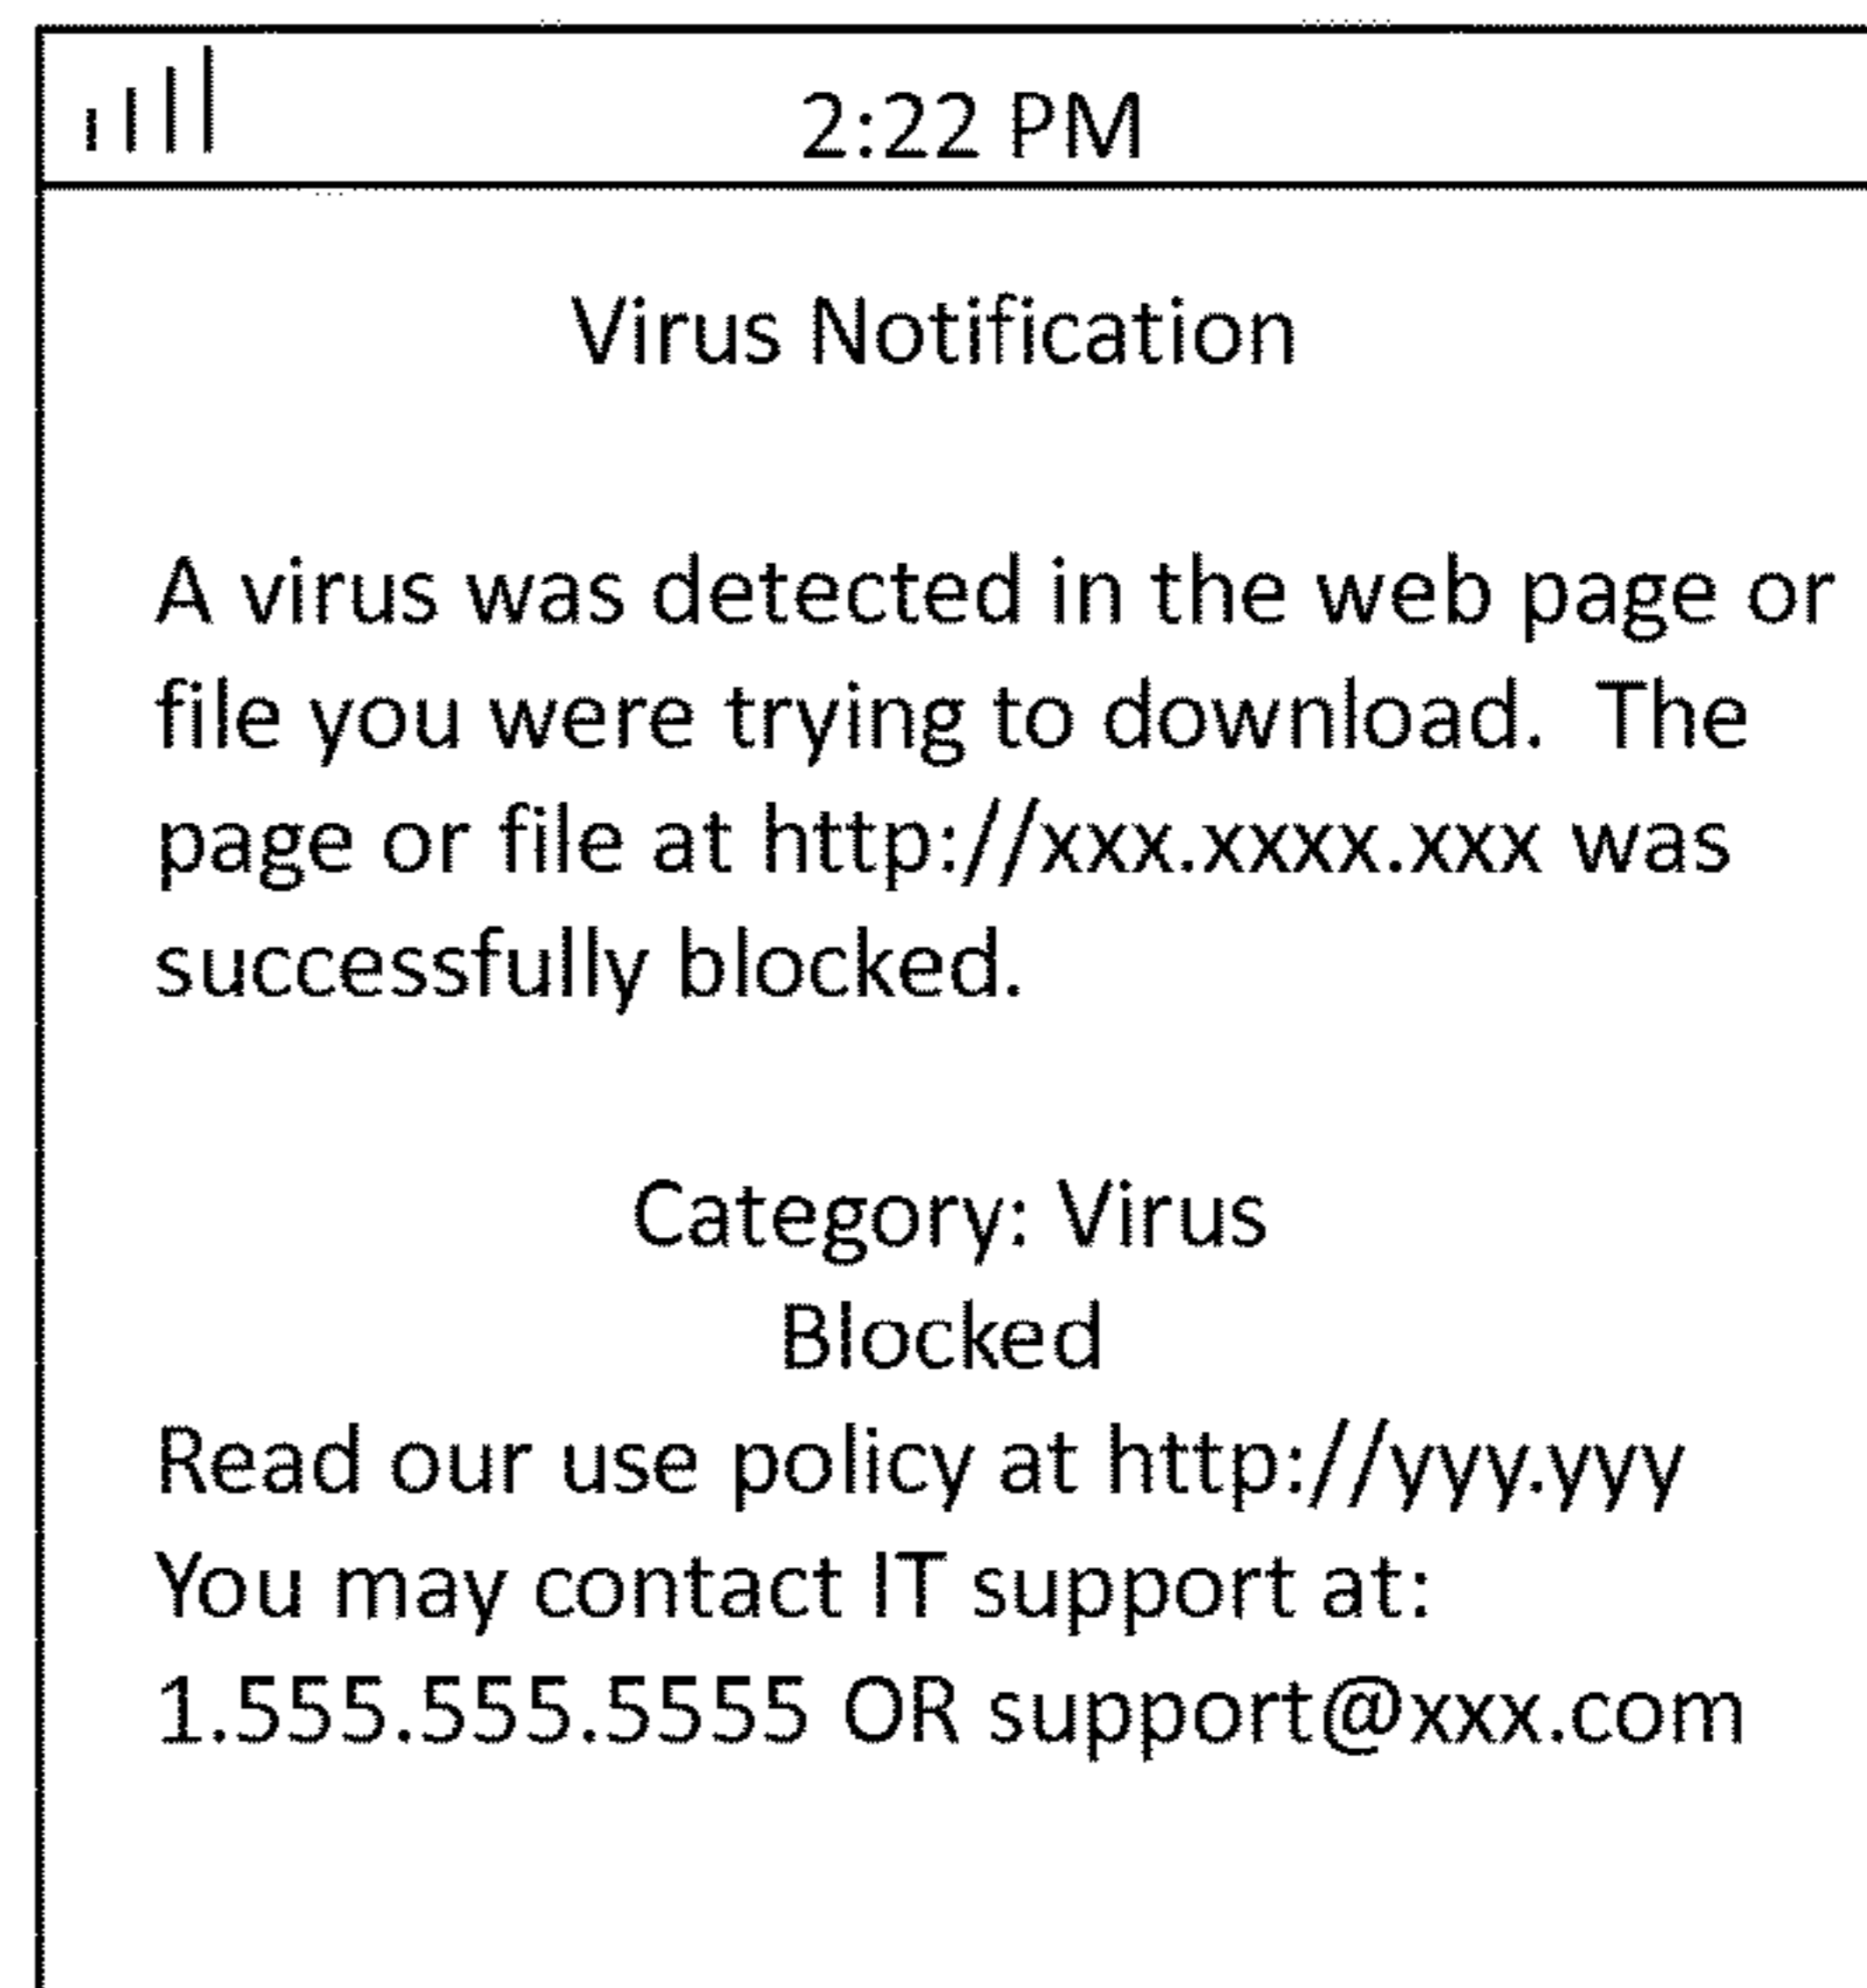 2:22 PM
Virus Notification
A virus was detected in the web page or
file you were trying to download.  The
page or file at http://xxx.xxxx.xxx was
successfully blocked.
Category: Virus
Blocked
Read our use policy at http://yyy.yyy
You may contact IT support at:
1.555.555.5555 OR support@xxx.com